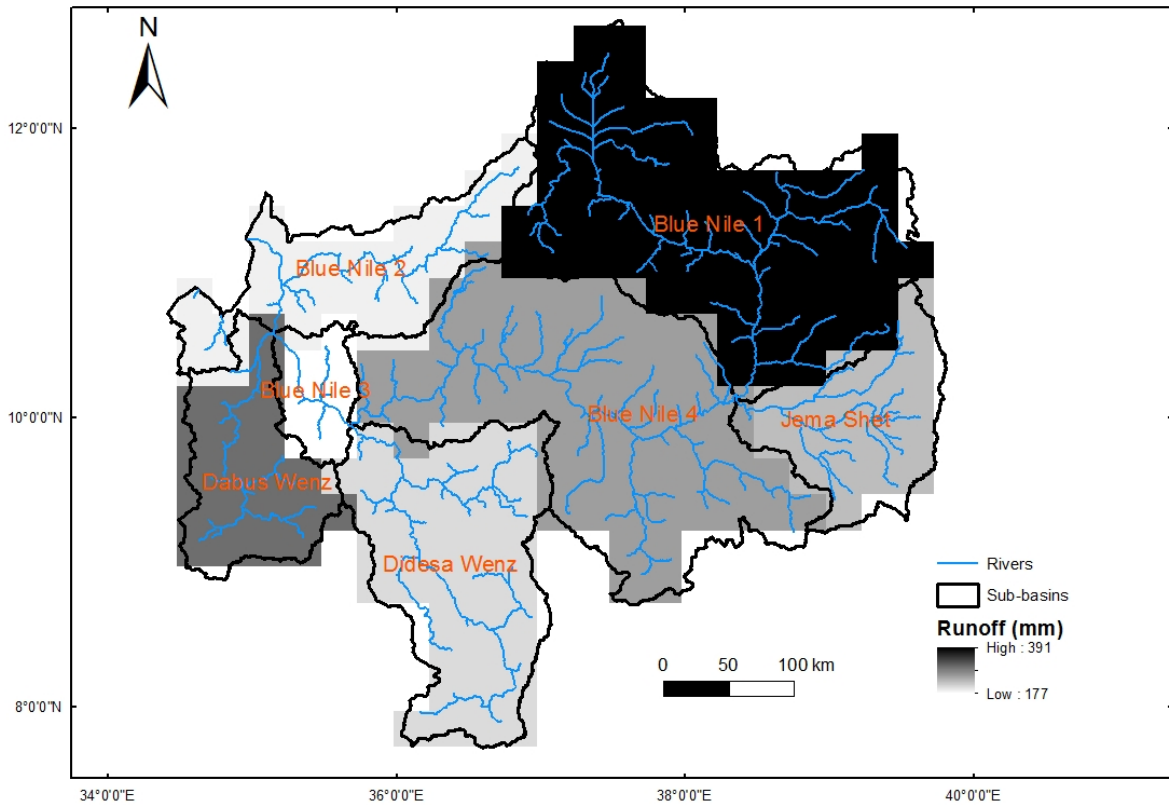 N
12°0'0"N
10°0'0"N
8°0'0"N
34°0'0"E
36°0'0"E
38°0'0"E
40°0'0"E
Blue Nile 1
Blue Nile 2
Blue Nile 3
Blue Nile 4
Jema Shet
Dabus Wenz
Didesa Wenz
0 50 100 km
Rivers
Sub-basins
Runoff (mm)
High : 391
Low : 177